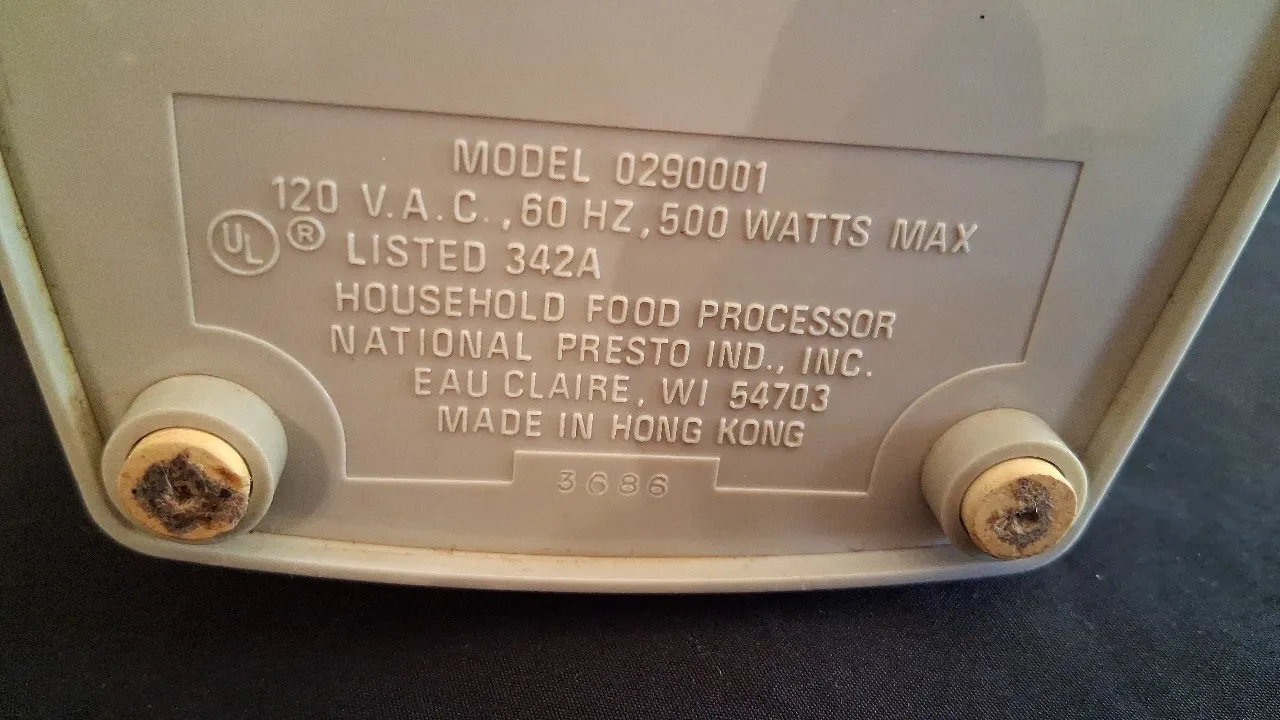 MODEL 0290001
120 V.A.C., 60 HZ, 500 WATTS MAX
UL ® LISTED 342A
HOUSEHOLD FOOD PROCESSOR
NATIONAL PRESTO IND., INC.
EAU CLAIRE, WI 54703
MADE IN HONG KONG
3686